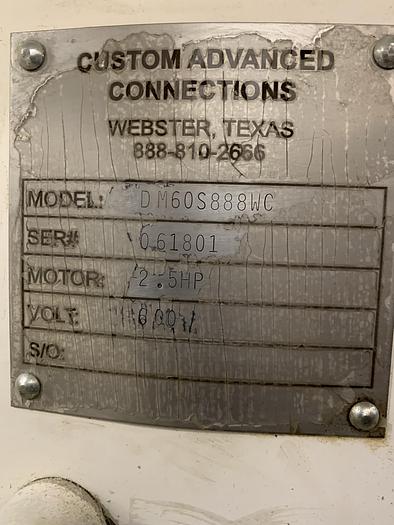 CUSTOM ADVANCED
CONNECTIONS
WEBSTER, TEXAS
888-810-2666
MODEL: DM60S888WC
SER# 061801
MOTOR: 2.5HP
VOLT:
S/O: